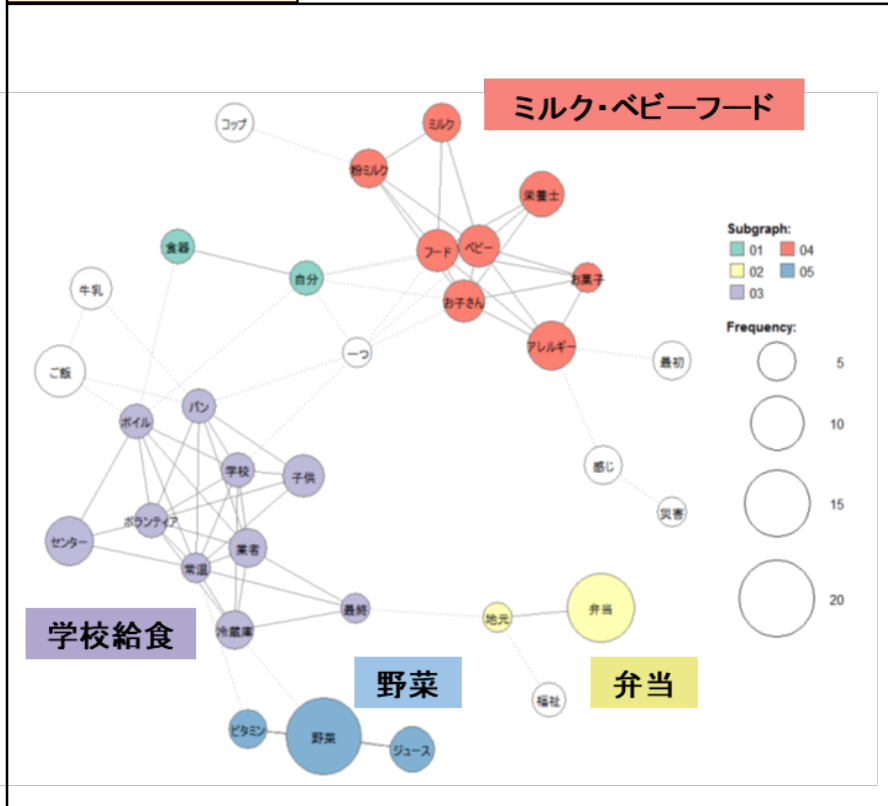 ミルク・ベビーフード
コップ
ミルク
粉ミルク
栄養士
食器
自分
フード
ベビー
お菓子
お子さん
牛乳
一つ
アレルギー
最初
ご飯
ボイル
パン
学校
子供
感じ
災害
ボランティア
センター
業者
常温
最終
地元
弁当
冷蔵庫
学校給食
野菜
弁当
福祉
ビタミン
野菜
ジュース
Subgraph:
01 04
02 05
03
Frequency:
5
10
15
20